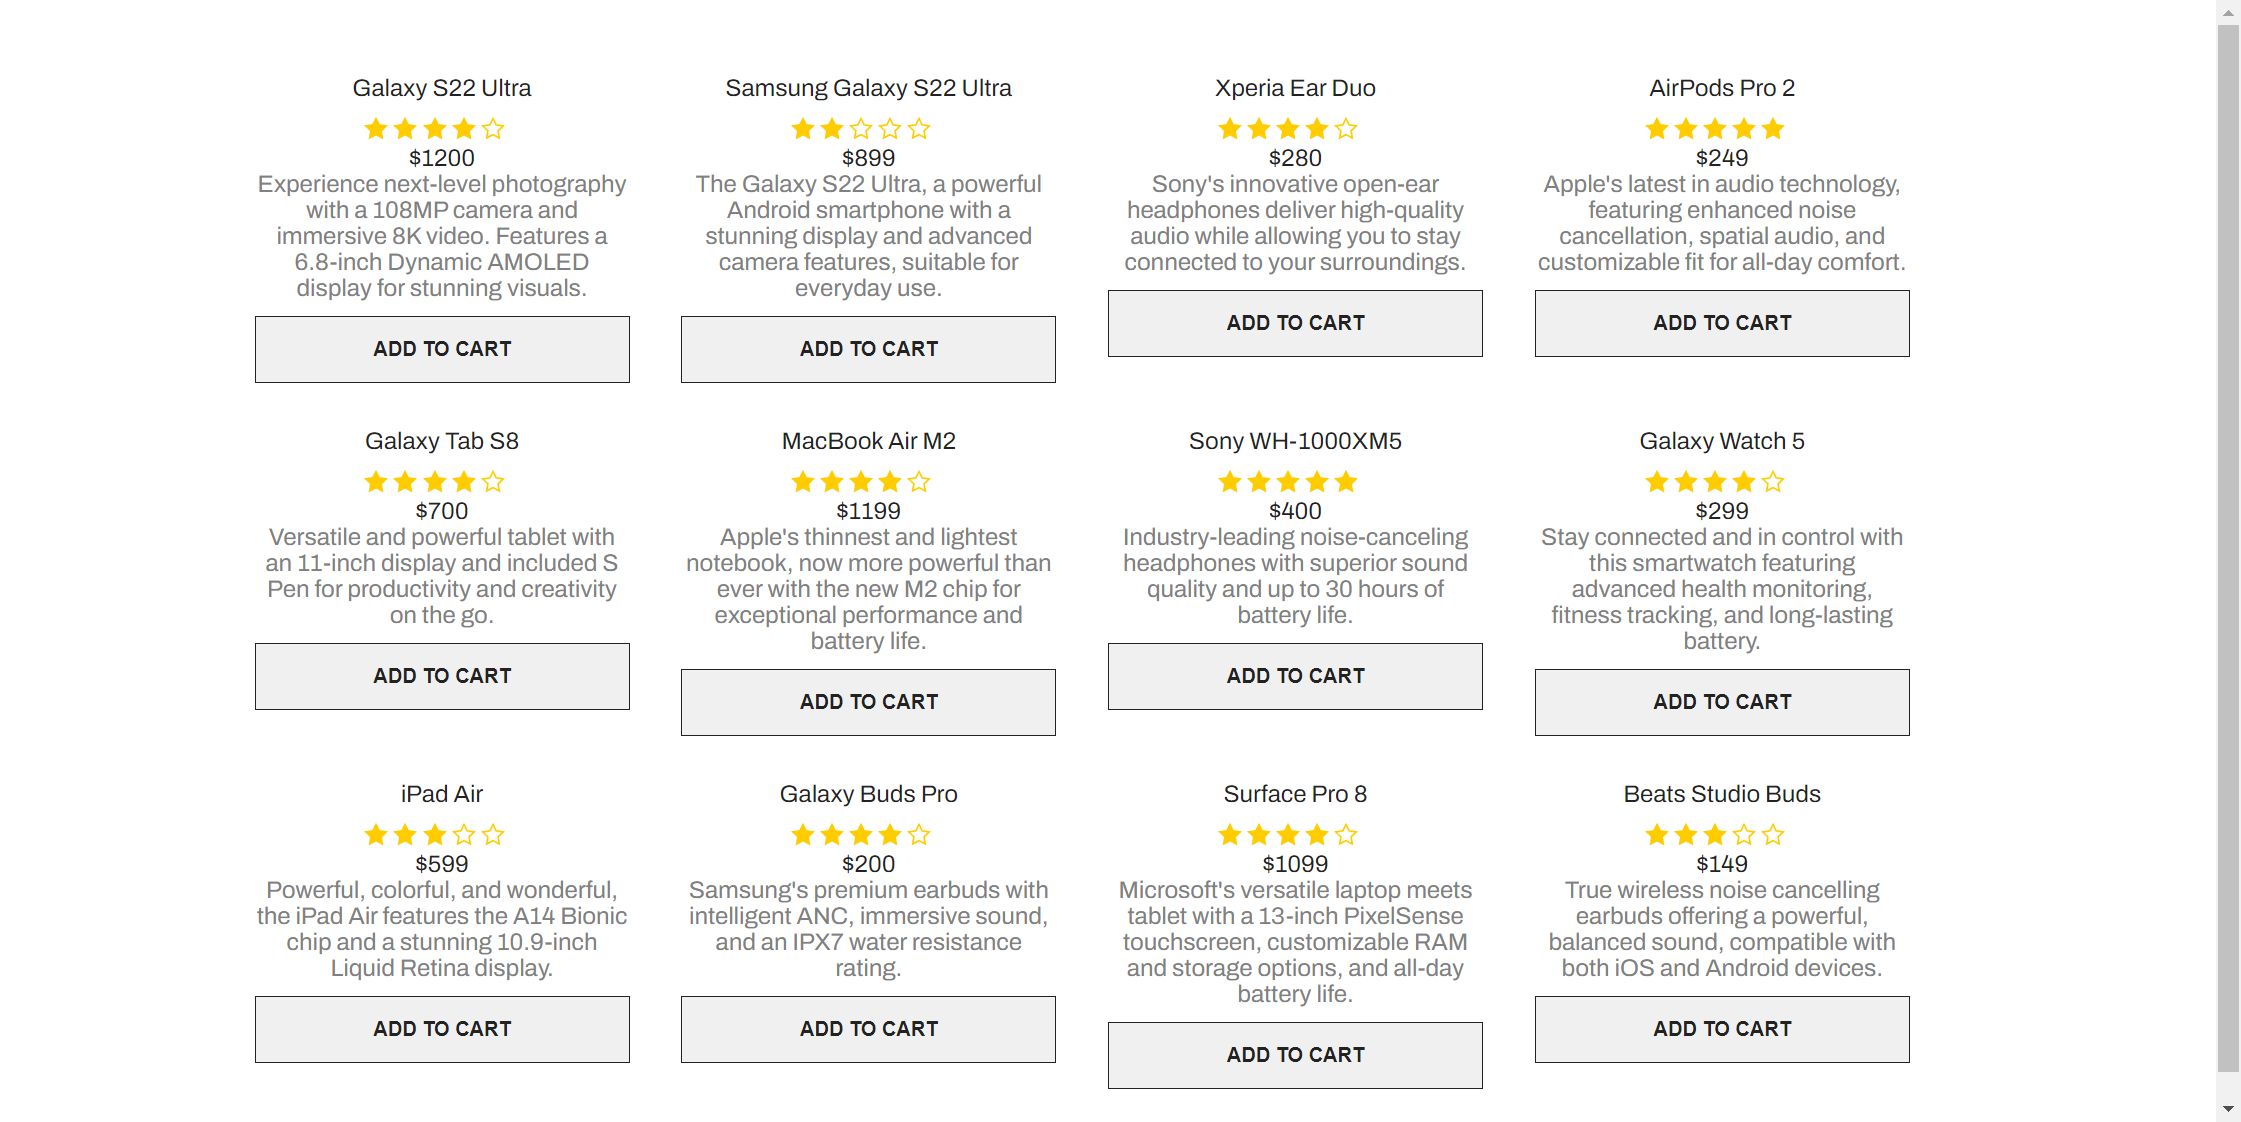 Galaxy S22 Ultra
$1200
Experience next-level photography
with a 108MP camera and
immersive 8K video. Features a
6.8-inch Dynamic AMOLED
display for stunning visuals.
ADD TO CART
Samsung Galaxy S22 Ultra
$899
The Galaxy S22 Ultra, a powerful
Android smartphone with a
stunning display and advanced
camera features, suitable for
everyday use.
ADD TO CART
Xperia Ear Duo
$280
Sony's innovative open-ear
headphones deliver high-quality
audio while allowing you to stay
connected to your surroundings.
ADD TO CART
AirPods Pro 2
$249
Apple's latest in audio technology,
featuring enhanced noise
cancellation, spatial audio, and
customizable fit for all-day comfort.
ADD TO CART
Galaxy Tab S8
$700
Versatile and powerful tablet with
an 11-inch display and included S
Pen for productivity and creativity
on the go.
ADD TO CART
MacBook Air M2
$1199
Apple's thinnest and lightest
notebook, now more powerful than
ever with the new M2 chip for
exceptional performance and
battery life.
ADD TO CART
Sony WH-1000XM5
$400
Industry-leading noise-canceling
headphones with superior sound
quality and up to 30 hours of
battery life.
ADD TO CART
Galaxy Watch 5
$299
Stay connected and in control with
this smartwatch featuring
advanced health monitoring,
fitness tracking, and long-lasting
battery.
ADD TO CART
iPad Air
$599
Powerful, colorful, and wonderful,
the iPad Air features the A14 Bionic
chip and a stunning 10.9-inch
Liquid Retina display.
ADD TO CART
Galaxy Buds Pro
$200
Samsung's premium earbuds with
intelligent ANC, immersive sound,
and an IPX7 water resistance
rating.
ADD TO CART
Surface Pro 8
$1099
Microsoft's versatile laptop meets
tablet with a 13-inch PixelSense
touchscreen, customizable RAM
and storage options, and all-day
battery life.
ADD TO CART
Beats Studio Buds
$149
True wireless noise cancelling
earbuds offering a powerful,
balanced sound, compatible with
both iOS and Android devices.
ADD TO CART